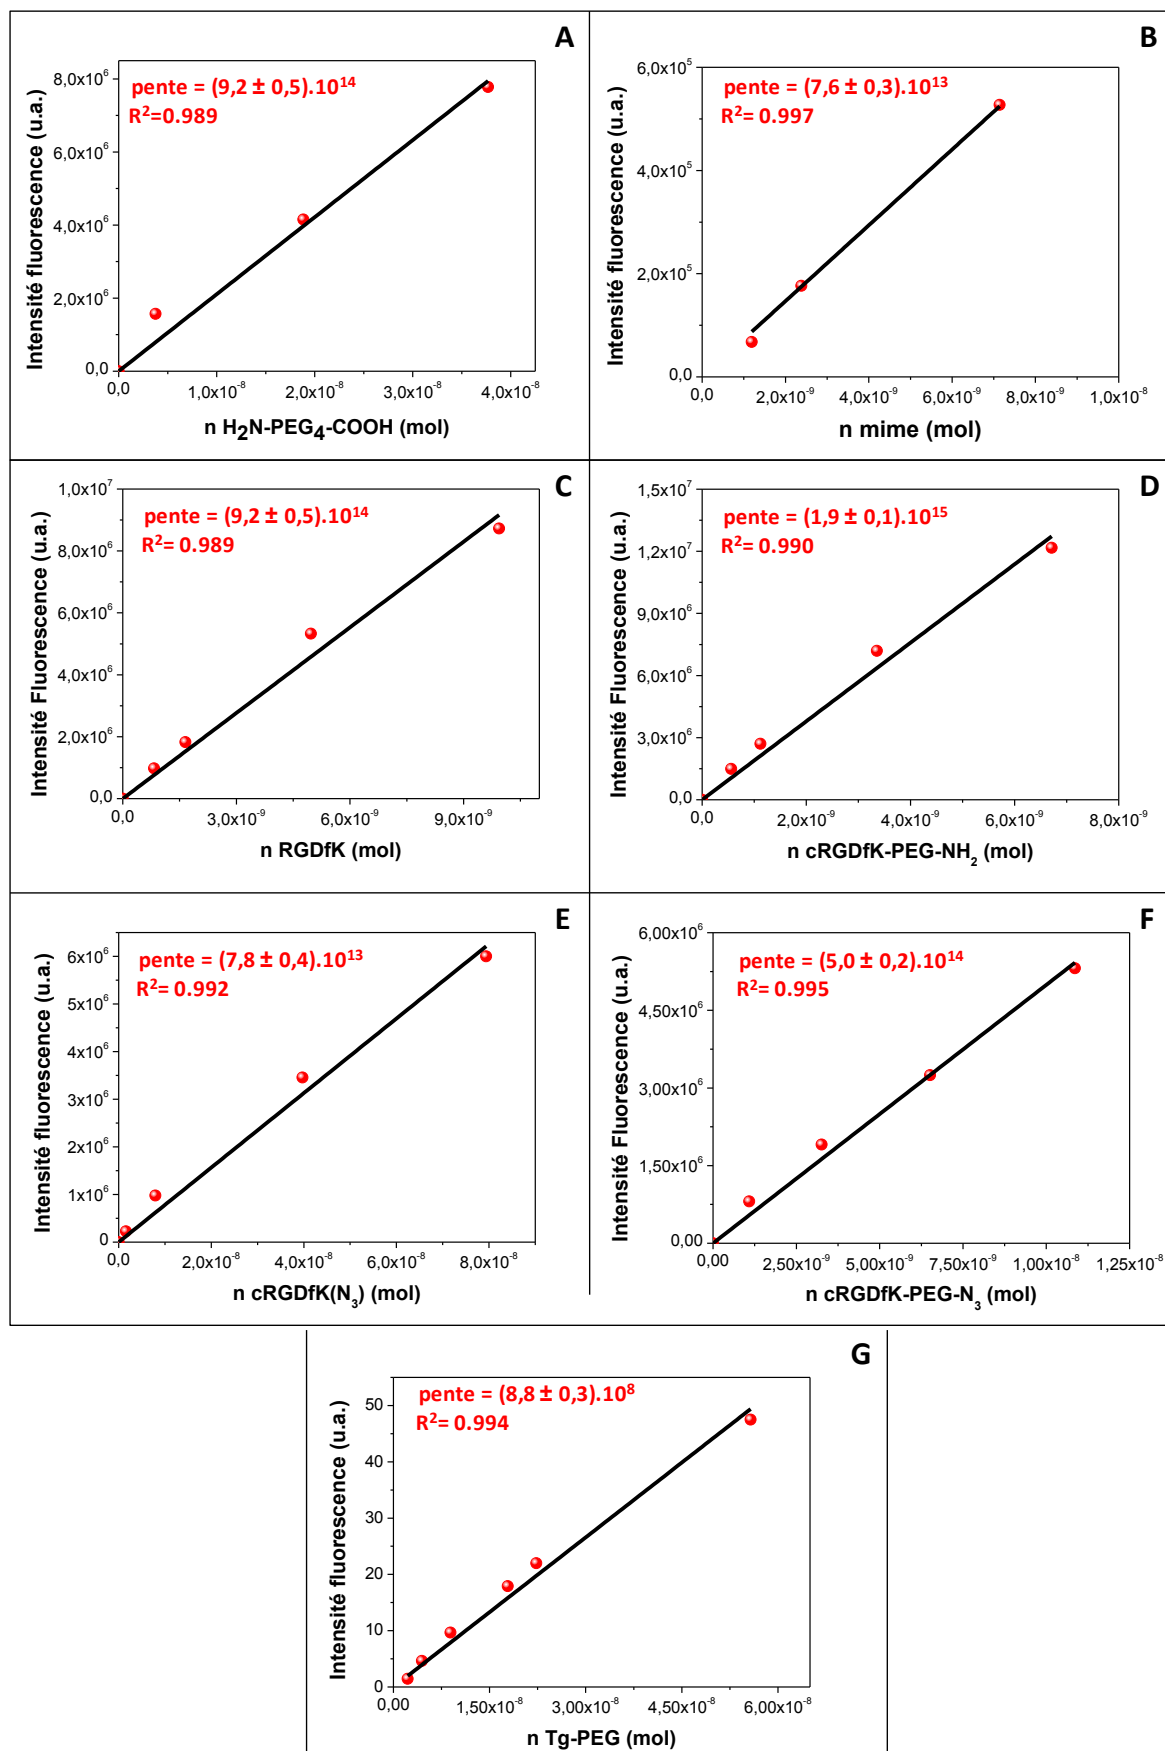 A
pente = (9,2 ± 0,5).10¹⁴
R²=0.989
Intensité fluorescence (u.a.)
8,0x10⁶
6,0x10⁶
4,0x10⁶
2,0x10⁶
0,0
0,0 1,0x10⁻⁸ 2,0x10⁻⁸ 3,0x10⁻⁸ 4,0x10⁻⁸
n H₂N-PEG₄-COOH (mol)
B
pente = (7,6 ± 0,3).10¹³
R²= 0.997
Intensité fluorescence (u.a.)
6,0x10⁵
4,0x10⁵
2,0x10⁵
0,0
0,0 2,0x10⁻⁹ 4,0x10⁻⁹ 6,0x10⁻⁹ 8,0x10⁻⁹ 1,0x10⁻⁸
n mime (mol)
C
pente = (9,2 ± 0,5).10¹⁴
R²= 0.989
Intensité Fluorescence (u.a.)
1,0x10⁷
8,0x10⁶
6,0x10⁶
4,0x10⁶
2,0x10⁶
0,0
0,0 3,0x10⁻⁹ 6,0x10⁻⁹ 9,0x10⁻⁹
n RGDfK (mol)
D
pente = (1,9 ± 0,1).10¹⁵
R²= 0.990
Intensité Fluorescence (u.a.)
1,5x10⁷
1,2x10⁷
9,0x10⁶
6,0x10⁶
3,0x10⁶
0,0
0,0 2,0x10⁻⁹ 4,0x10⁻⁹ 6,0x10⁻⁹ 8,0x10⁻⁹
n cRGDfK-PEG-NH₂ (mol)
E
pente = (7,8 ± 0,4).10¹³
R²= 0.992
Intensité fluorescence (u.a.)
6x10⁶
5x10⁶
4x10⁶
3x10⁶
2x10⁶
1x10⁶
0
0,0 2,0x10⁻⁸ 4,0x10⁻⁸ 6,0x10⁻⁸ 8,0x10⁻⁸
n cRGDfK(N₃) (mol)
F
pente = (5,0 ± 0,2).10¹⁴
R²= 0.995
Intensité Fluorescence (u.a.)
6,00x10⁶
4,50x10⁶
3,00x10⁶
1,50x10⁶
0,00
0,00 2,50x10⁻⁹ 5,00x10⁻⁹ 7,50x10⁻⁹ 1,00x10⁻⁸ 1,25x10⁻⁸
n cRGDfK-PEG-N₃ (mol)
G
pente = (8,8 ± 0,3).10⁸
R²= 0.994
Intensité fluorescence (u.a.)
50
40
30
20
10
0
0,00 1,50x10⁻⁸ 3,00x10⁻⁸ 4,50x10⁻⁸ 6,00x10⁻⁸
n Tg-PEG (mol)